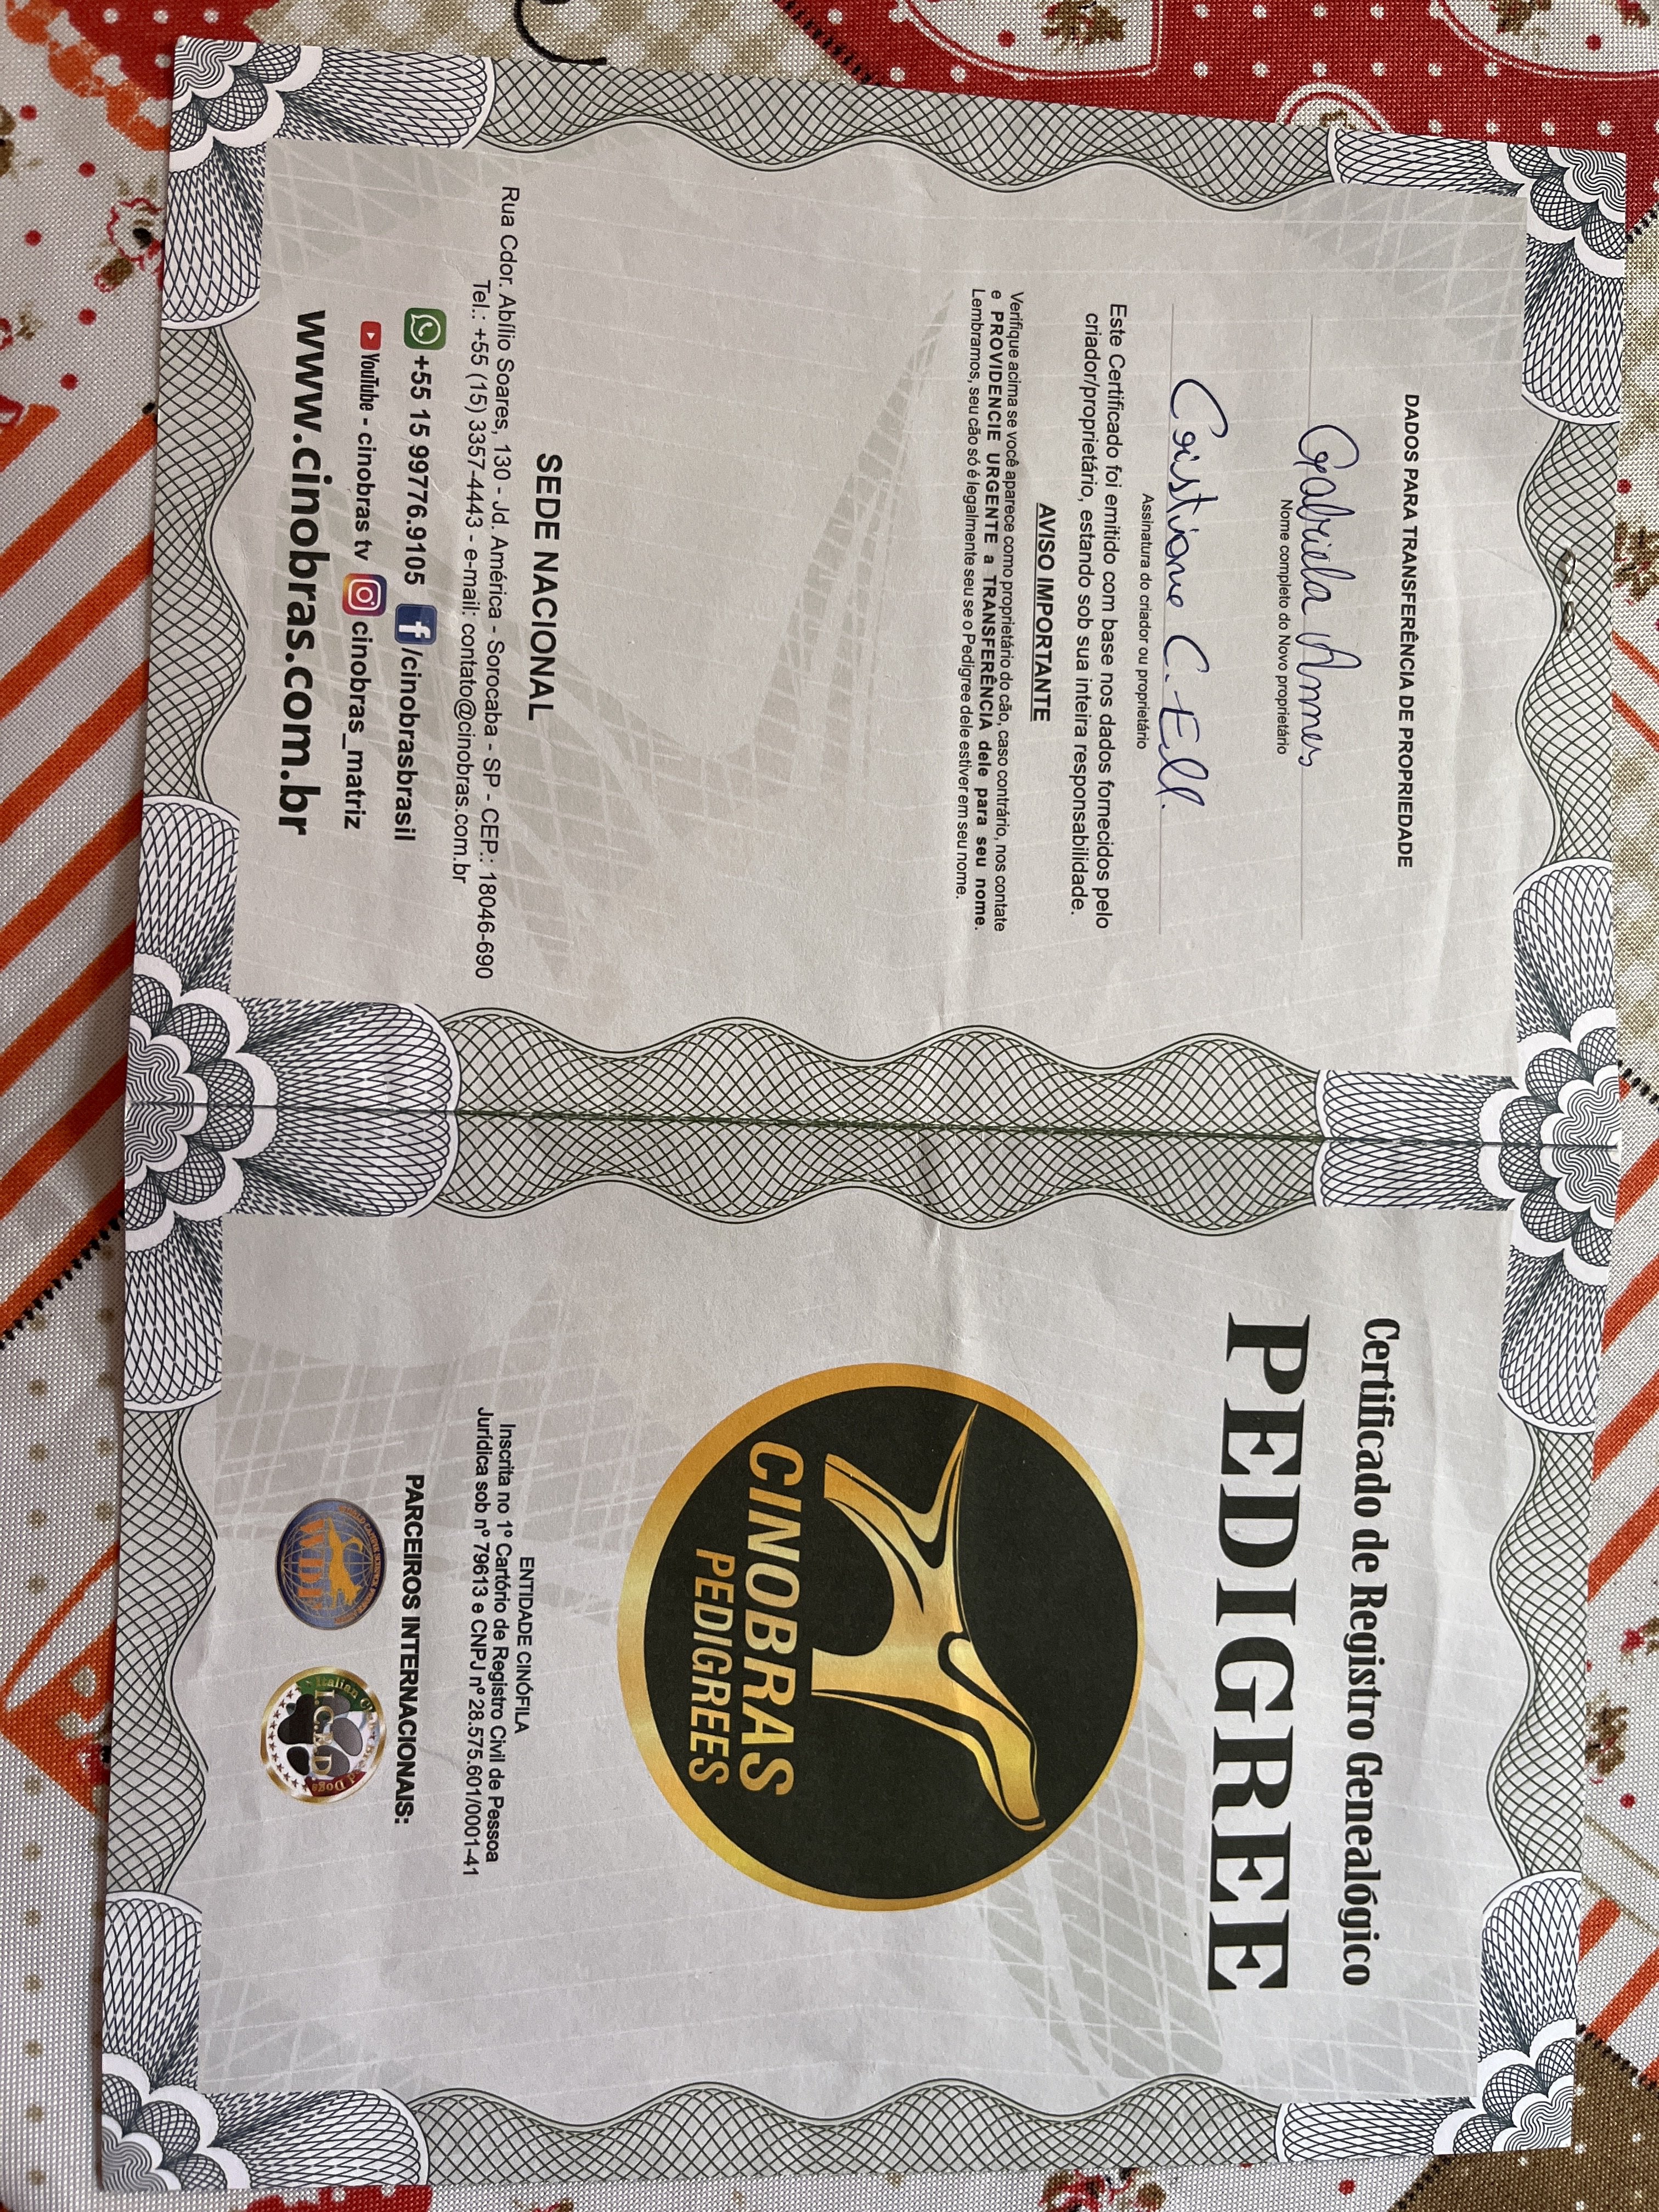 DADOS PARA TRANSFERÊNCIA DE PROPRIEDADE
Gabriela Ammes
Nome completo do Novo proprietário
Cristiane C. Ell.
Assinatura do criador ou proprietário
Este Certificado foi emitido com base nos dados fornecidos pelo
criador/proprietário, estando sob sua inteira responsabilidade.
AVISO IMPORTANTE
Verifique acima se você aparece como proprietário do cão, caso contrário, nos contate
e PROVIDENCIE URGENTE a TRANSFERÊNCIA dele para seu nome.
Lembramos, seu cão só é legalmente seu se o Pedigree dele estiver em seu nome.
SEDE NACIONAL
Rua Cdor. Abílio Soares, 130 - Jd. América - Sorocaba - SP - CEP.: 18046-690
Tel.: +55 (15) 3357-4443 - e-mail: contato@cinobras.com.br
+55 15 99776.9105 f /cinobrasbrasil
YouTube - cinobras tv cinobras_matriz
www.cinobras.com.br
Certificado de Registro Genealógico
PEDIGREE
CINOBRAS
PEDIGREES
ENTIDADE CINÓFILA
Inscrita no 1º Cartório de Registro Civil de Pessoa
Jurídica sob nº 79613 e CNPJ nº 28.575.601/0001-41
PARCEIROS INTERNACIONAIS: